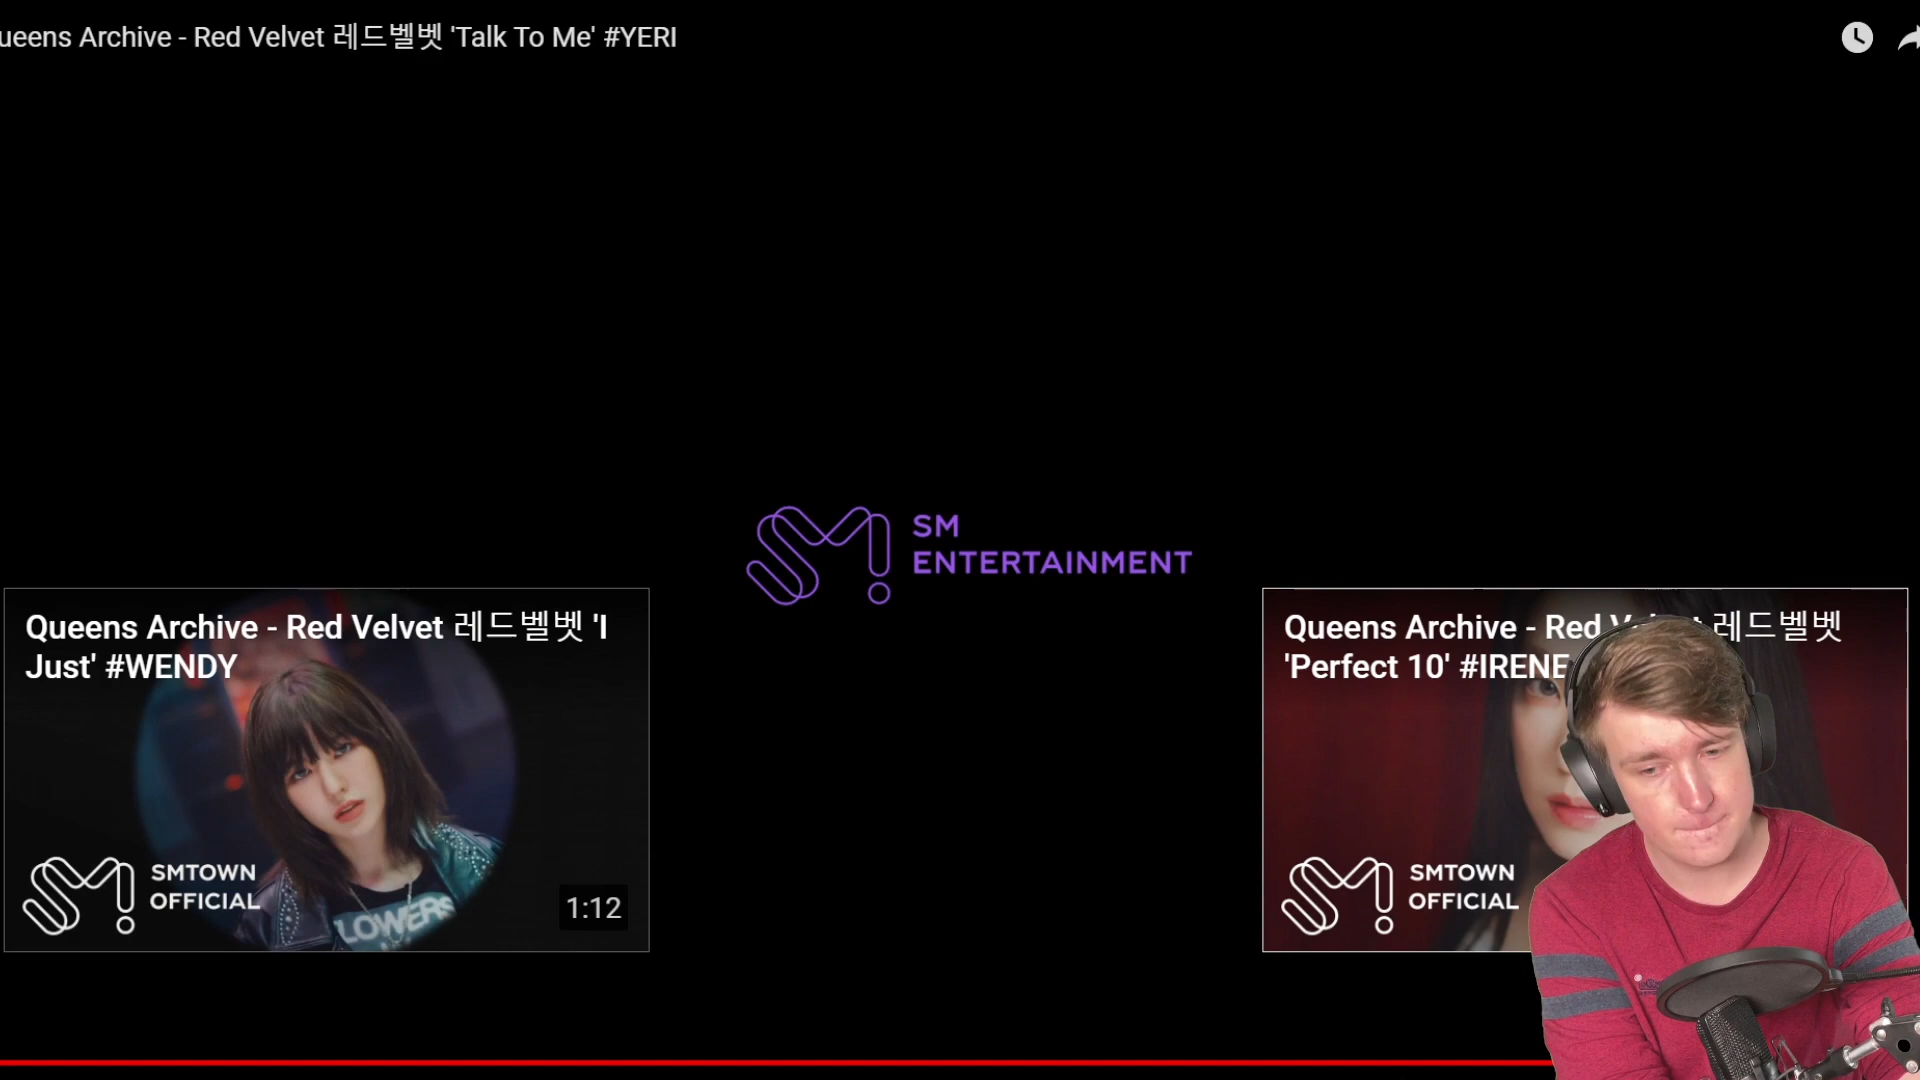 ueens Archive - Red Velvet 레드벨벳 'Talk To Me' #YERI
SM
ENTERTAINMENT
Queens Archive - Red Velvet 레드벨벳 'I
Just' #WENDY
SMTOWN
OFFICIAL
LOWERS
1:12
Queens Archive - Red 레드벨벳
'Perfect 10' #IRENE
SMTOWN
OFFICIAL